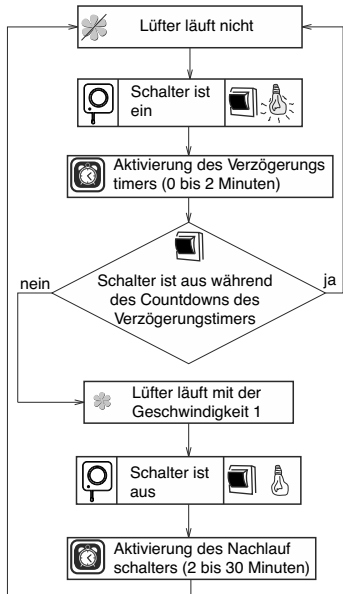 Lüfter läuft nicht
Schalter ist
ein
Aktivierung des Verzögerungs
timers (0 bis 2 Minuten)
nein
ja
Schalter ist aus während
des Countdowns des
Verzögerungstimers
Lüfter läuft mit der
Geschwindigkeit 1
Schalter ist
aus
Aktivierung des Nachlauf
schalters (2 bis 30 Minuten)